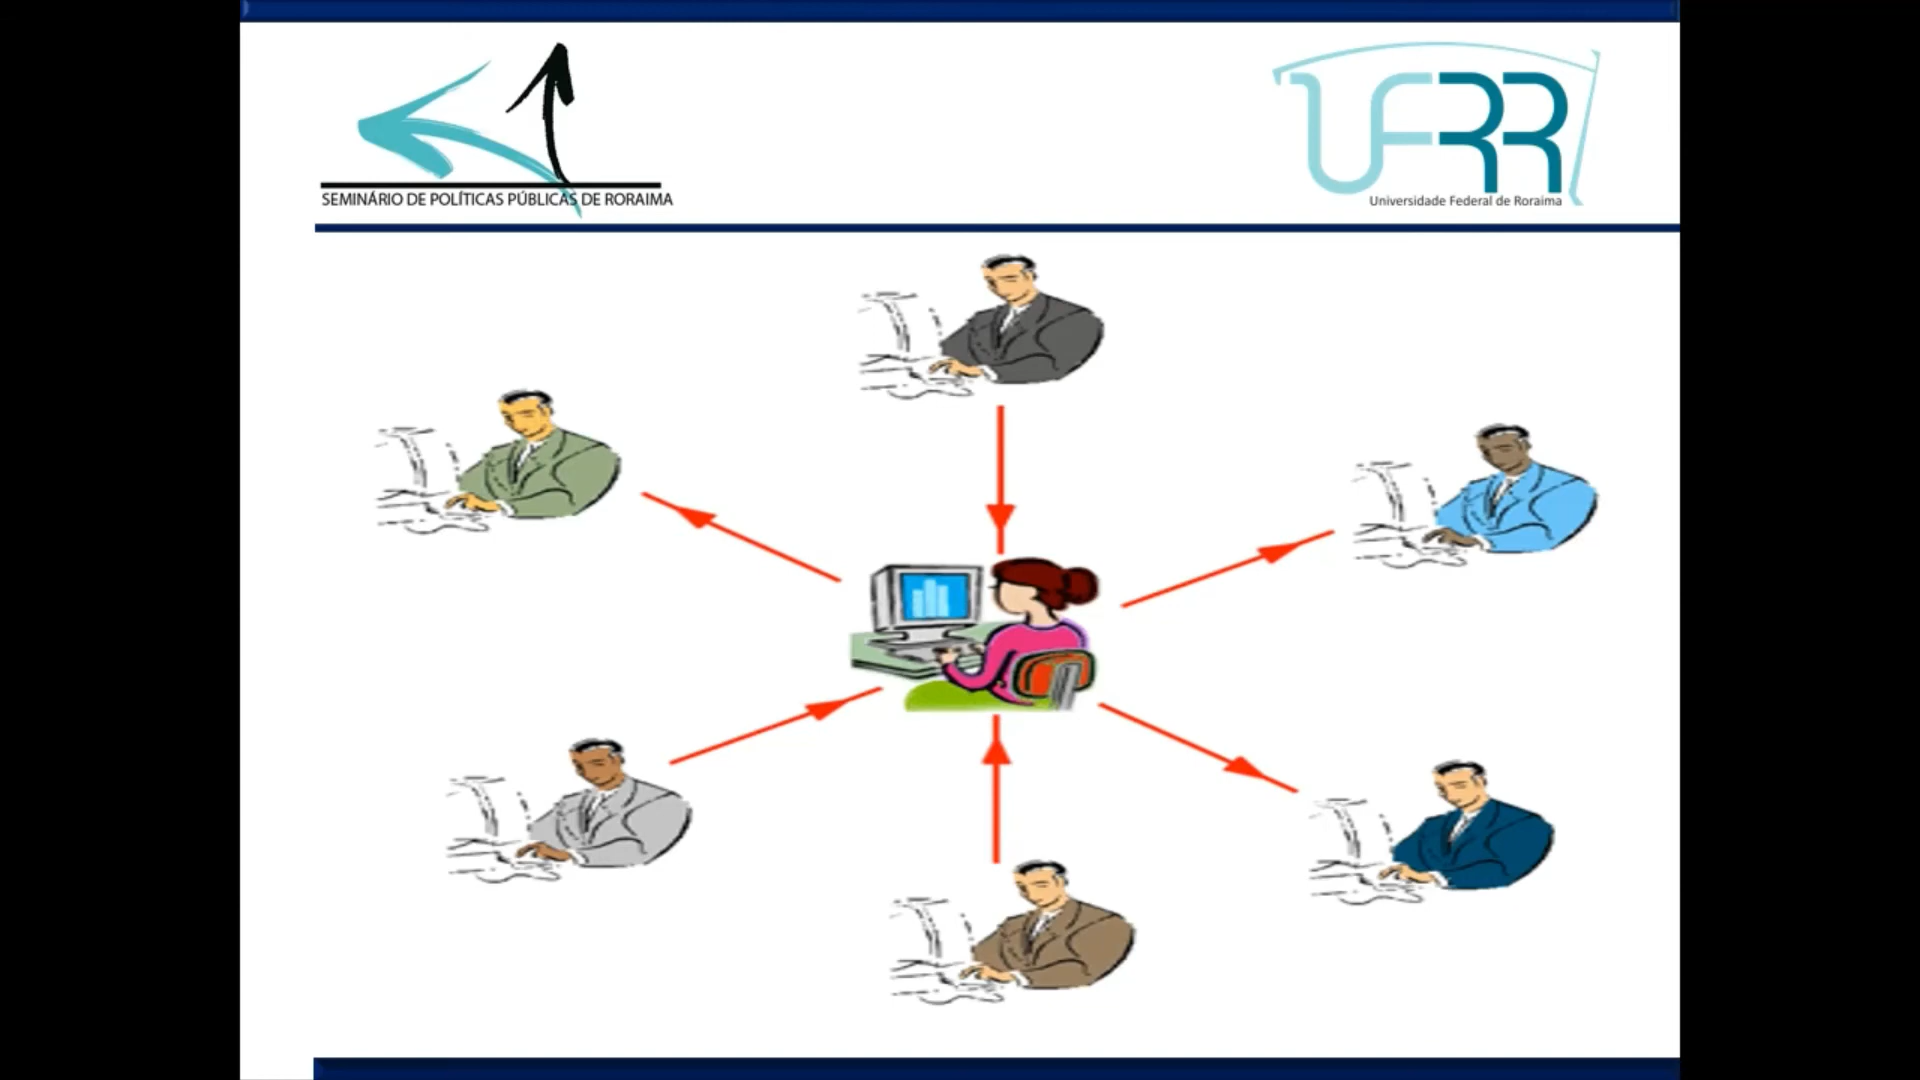 SEMINÁRIO DE POLÍTICAS PÚBLICAS DE RORAIMA
UFRR
Universidade Federal de Roraima